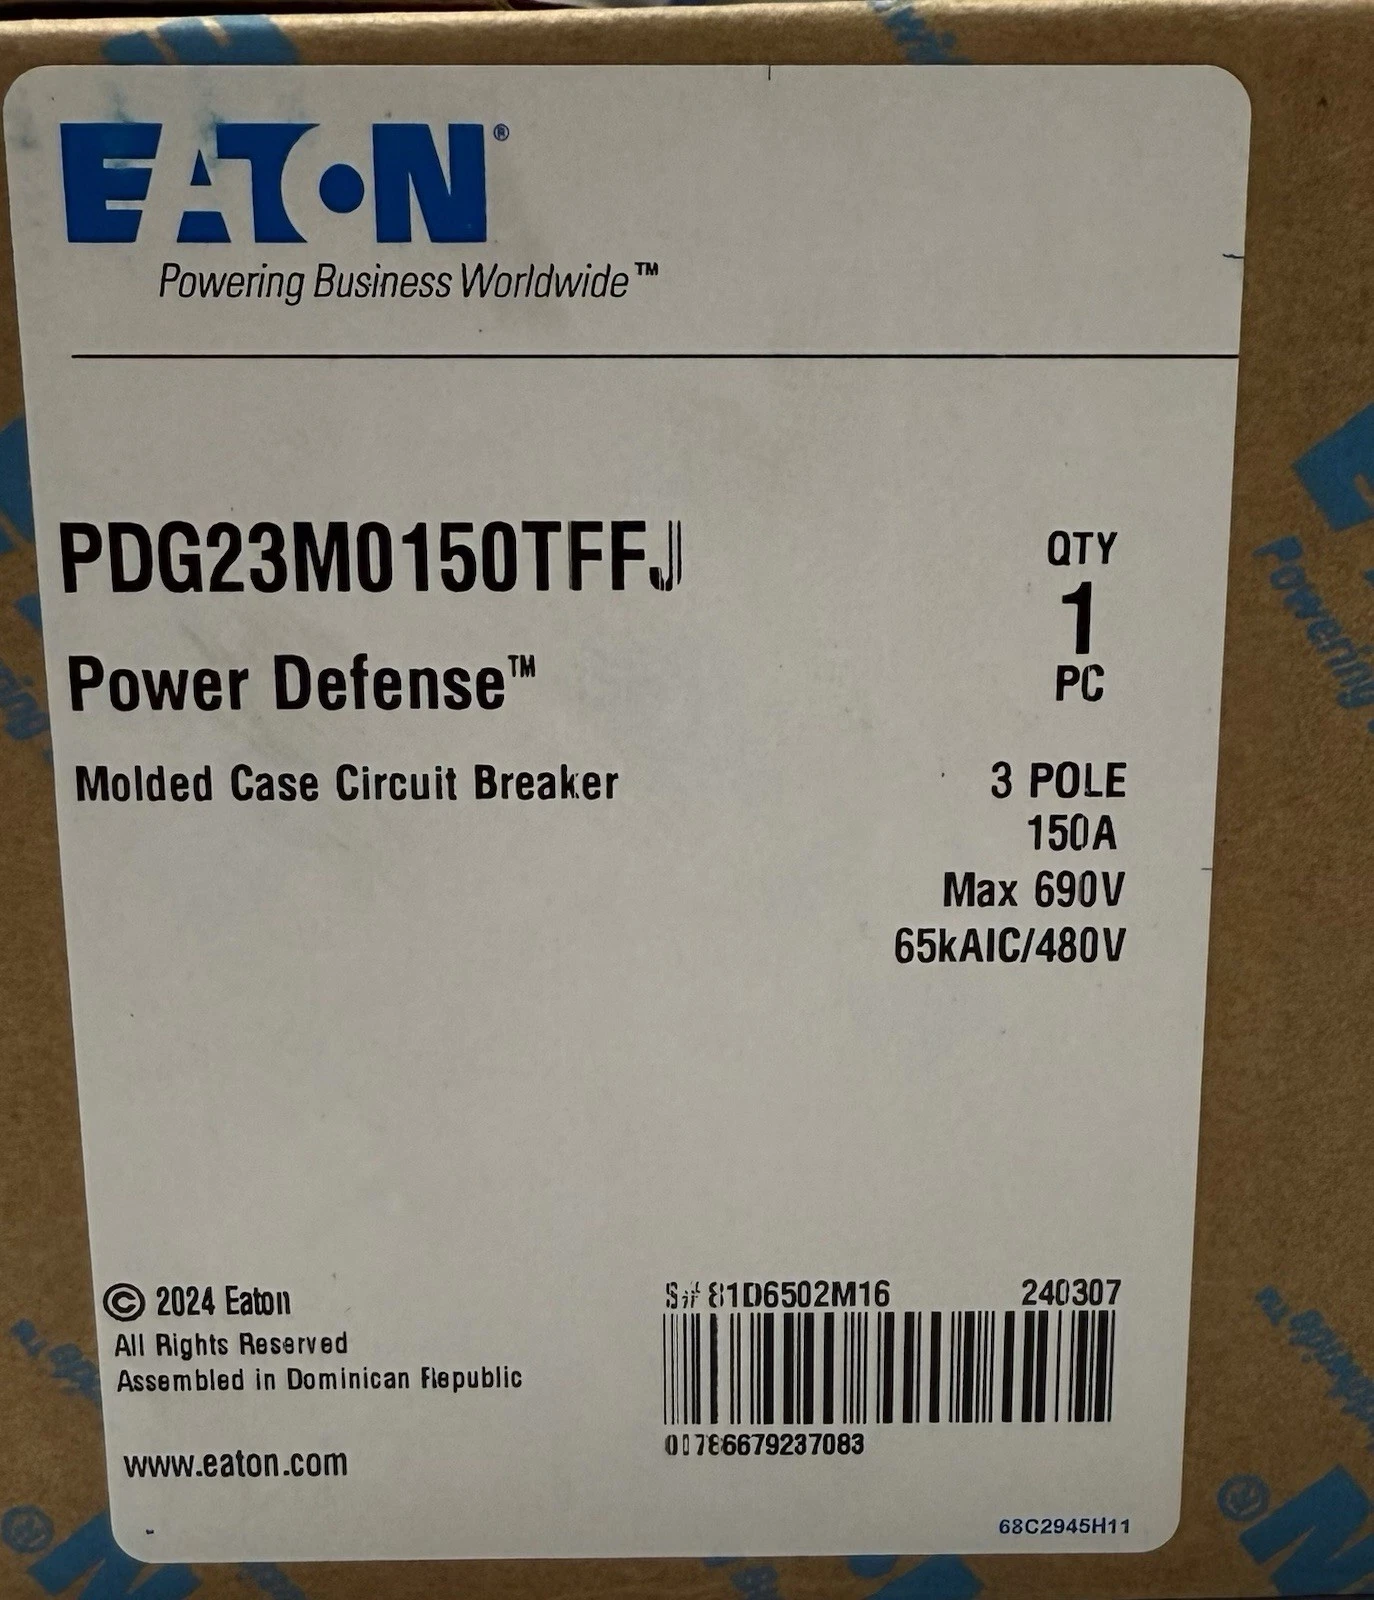 EATON®
Powering Business Worldwide™
PDG23M0150TFFJ
Power Defense™
Molded Case Circuit Breaker
QTY
1
PC
3 POLE
150A
Max 690V
65kAIC/480V
© 2024 Eaton
All Rights Reserved
Assembled in Dominican Republic
www.eaton.com
S# 81D6502M16 240307
00786679237083
68C2945H11
Powering